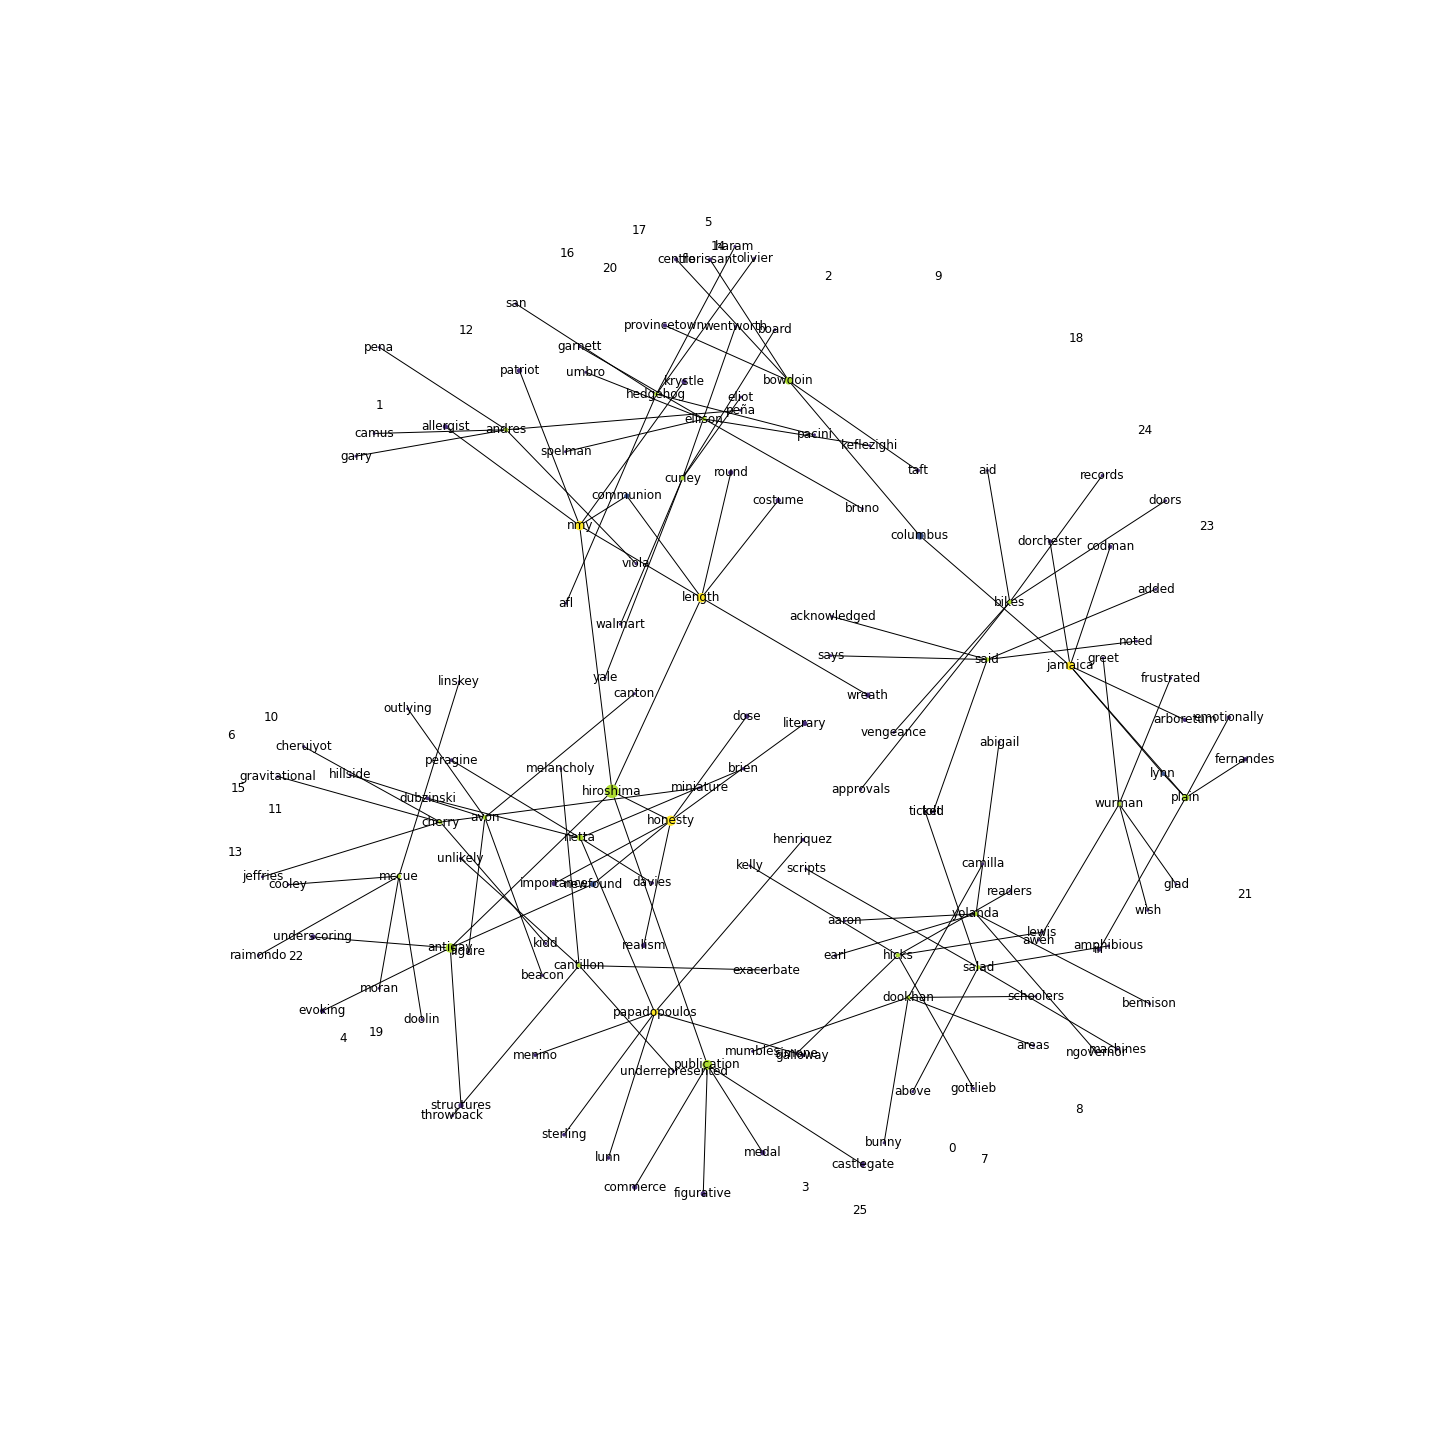 5
17
14
haram
16
centre
florissant
olivier
20
2
9
san
provincetown
wentworth
board
12
18
pena
garnett
patriot
umbro
krystle
bowdoin
hedgehog
eliot
1
peña
ellison
allergist
andres
camus
24
pacini
keflezighi
garry
spelman
taft
aid
round
records
curley
communion
costume
doors
bruno
nmy
23
columbus
dorchester
codman
viola
added
length
bikes
afl
acknowledged
walmart
noted
says
said
greet
jamaica
yale
frustrated
linskey
canton
wreath
outlying
10
dose
emotionally
literary
arboretum
6
vengeance
abigail
cheruiyot
peragine
fernandes
melancholy
brien
lynn
gravitational
hillside
15
miniature
approvals
hiroshima
gubzinski
plain
wurman
11
ticked
avon
cherry
honesty
netta
henriquez
13
unlikely
kelly
camilla
scripts
jeffries
mccue
cooley
importance
newfound
davies
glad
readers
21
wish
yolanda
aaron
underscoring
lewis
awen
kidd
realism
amphibious
antigay
figure
raimondo
22
earl
hicks
cantillon
salad
exacerbate
beacon
moran
dookhan
schoolers
bennison
evoking
papadopoulos
doolin
19
4
areas
machines
mumbles
simone
ngovernor
menino
galloway
publication
underrepresented
gottlieb
above
structures
8
throwback
sterling
bunny
0
medal
lunn
7
castlegate
commerce
3
figurative
25